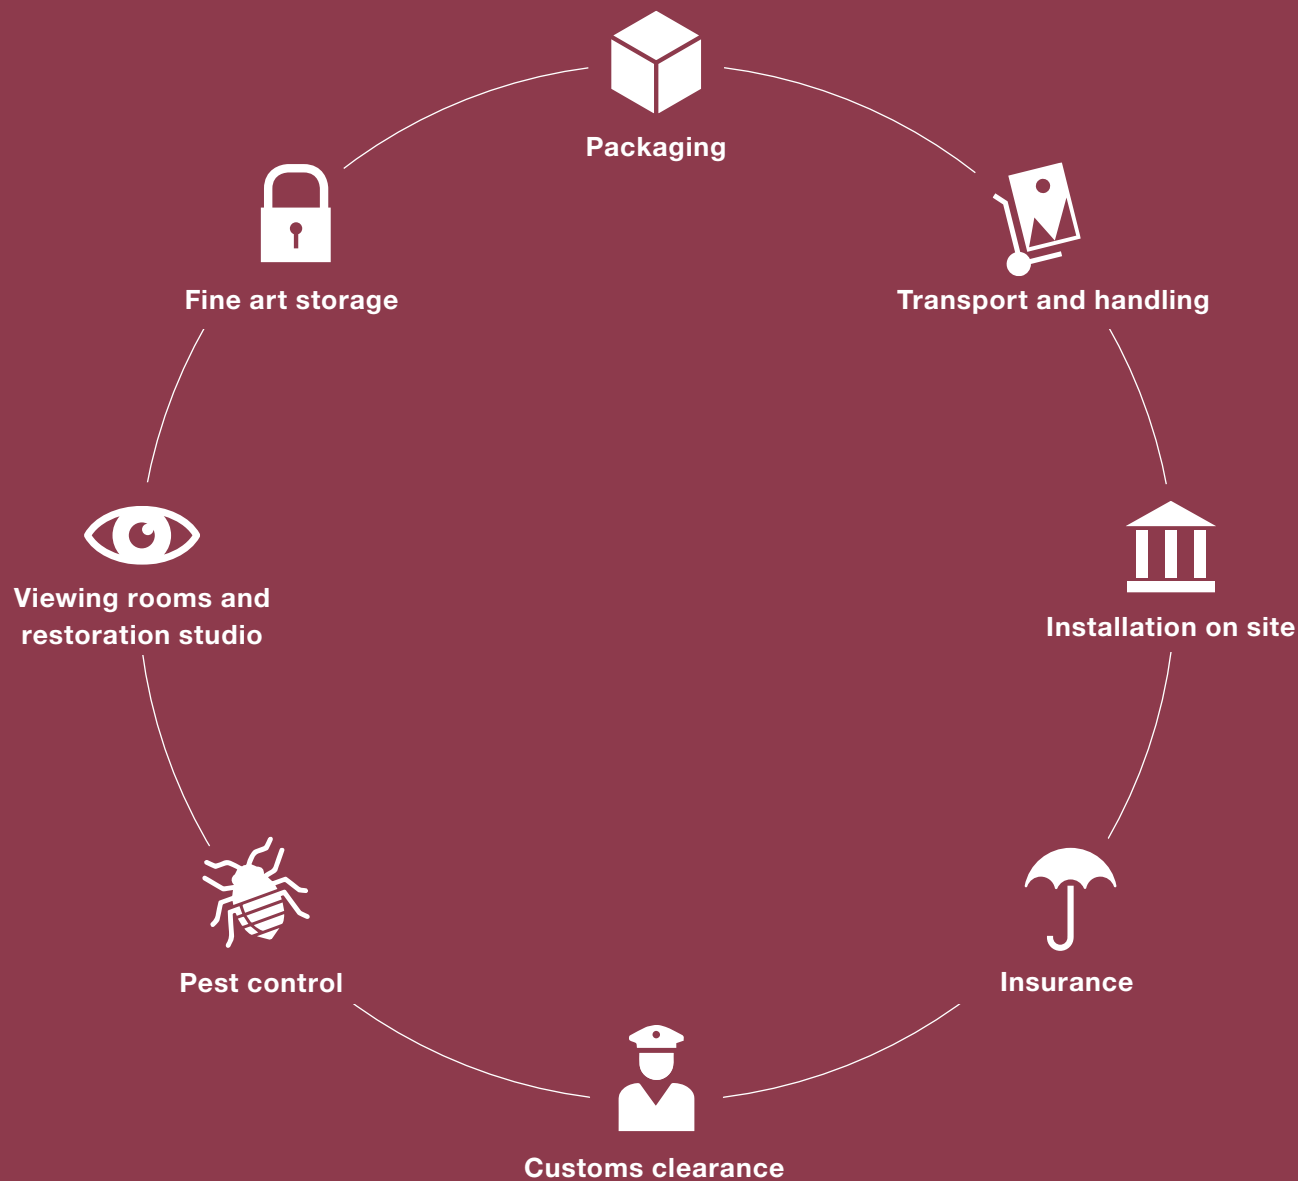 Packaging
Fine art storage
Transport and handling
Viewing rooms and
restoration studio
Installation on site
Pest control
Insurance
Customs clearance